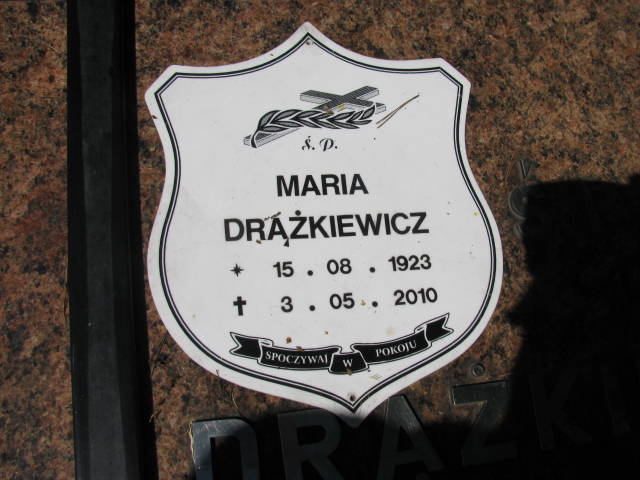 Ś. P.
MARIA
DRĄŻKIEWICZ
* 15 . 08 . 1923
✝ 3 . 05 . 2010
SPOCZYWAJ W POKOJU
Ś
DRĄŻKI